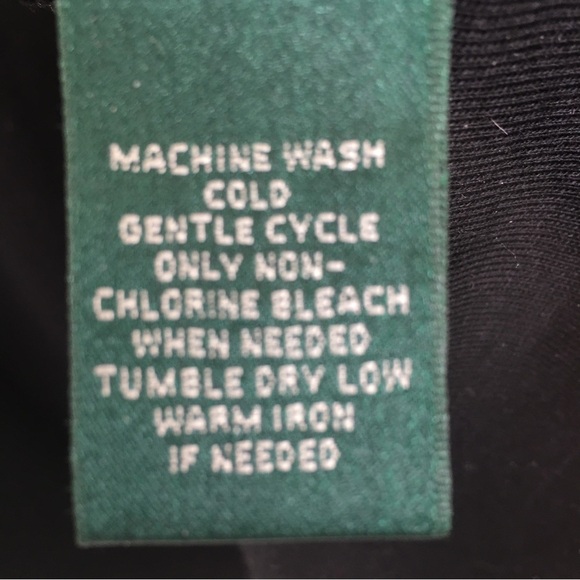 MACHINE WASH
COLD
GENTLE CYCLE
ONLY NON-
CHLORINE BLEACH
WHEN NEEDED
TUMBLE DRY LOW
WARM IRON
IF NEEDED